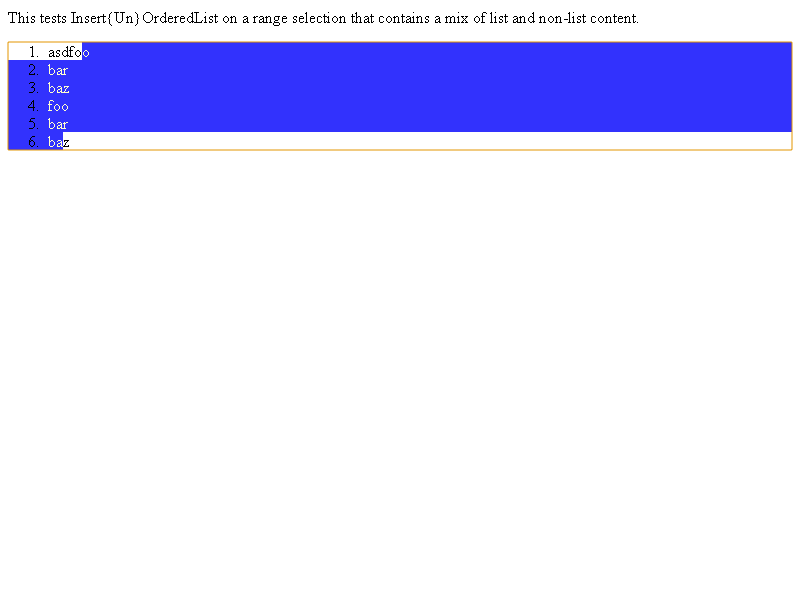 This tests Insert{Un}OrderedList on a range selection that contains a mix of list and non-list content.
1. asdfoo
2. bar
3. baz
4. foo
5. bar
6. baz